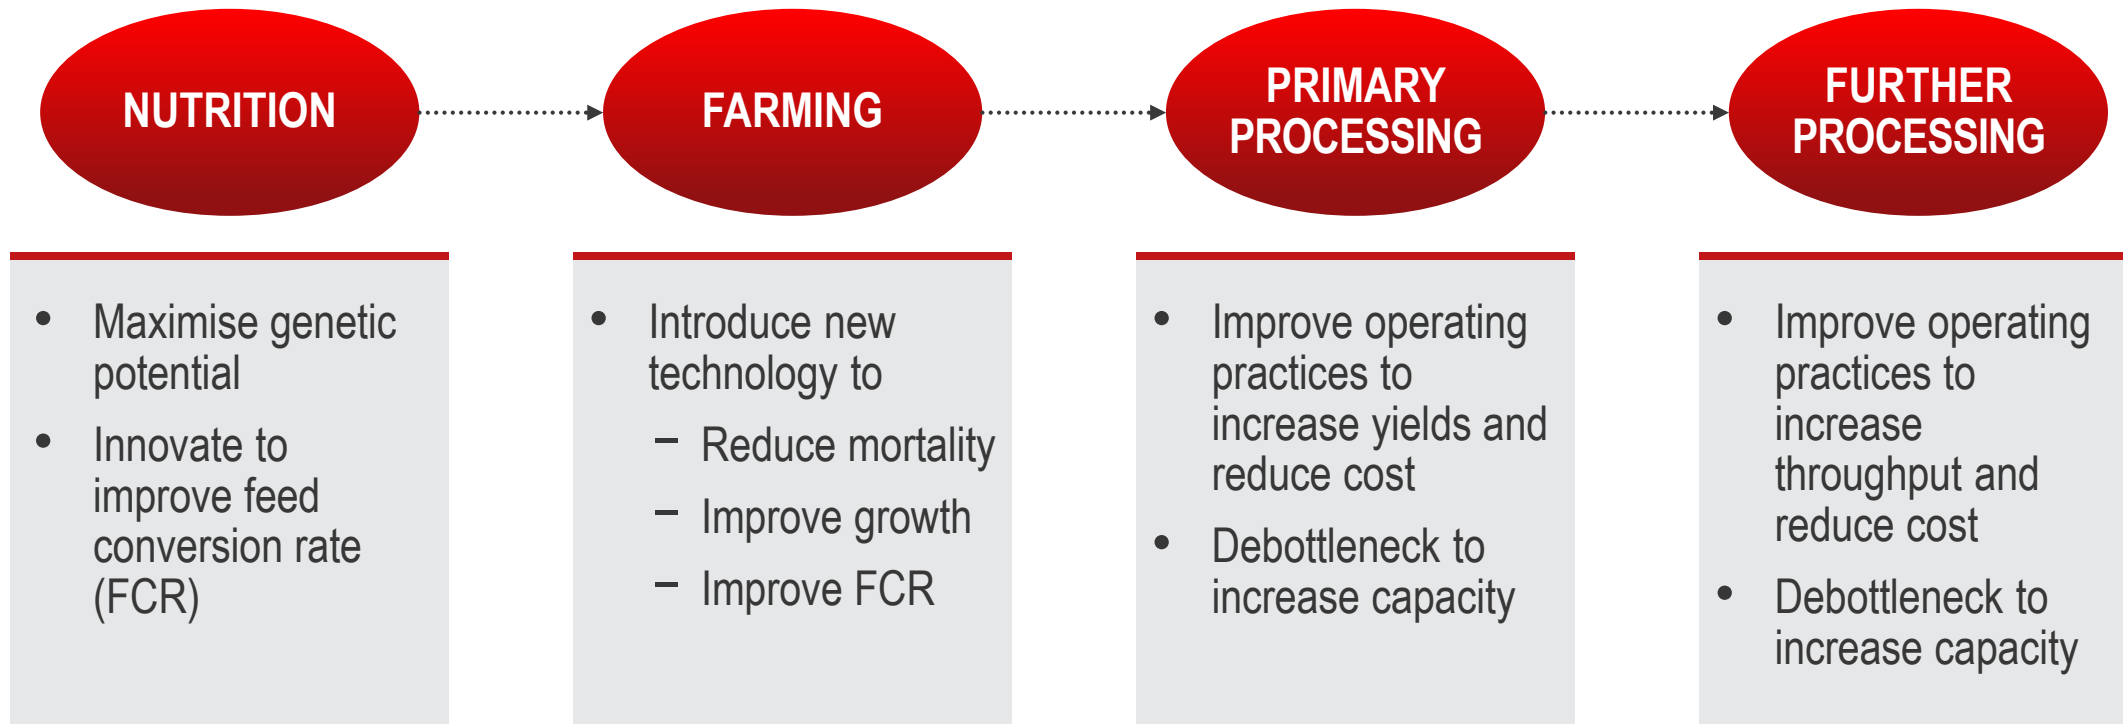 NUTRITION
FARMING
PRIMARY
PROCESSING
FURTHER
PROCESSING
• Maximise genetic
potential
• Innovate to
improve feed
conversion rate
(FCR)
• Introduce new
technology to
– Reduce mortality
– Improve growth
– Improve FCR
• Improve operating
practices to
increase yields and
reduce cost
• Debottleneck to
increase capacity
• Improve operating
practices to
increase
throughput and
reduce cost
• Debottleneck to
increase capacity